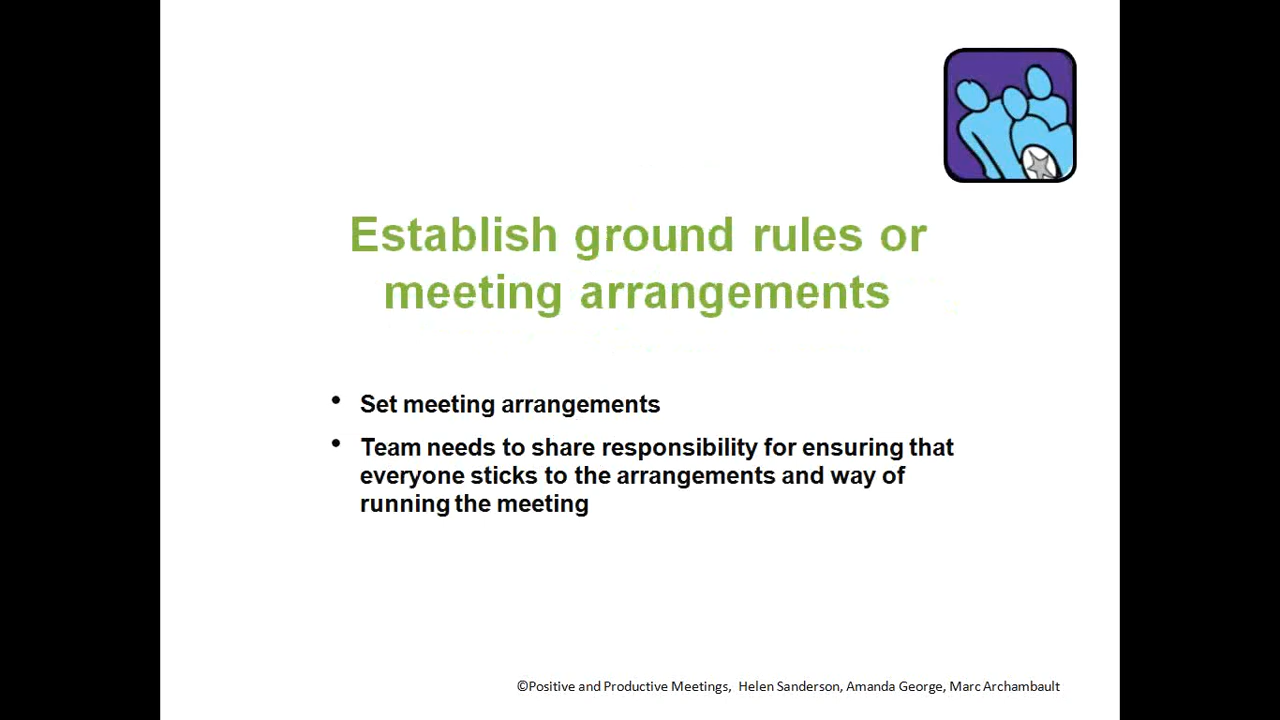 Establish ground rules or
meeting arrangements
• Set meeting arrangements
• Team needs to share responsibility for ensuring that
everyone sticks to the arrangements and way of
running the meeting
©Positive and Productive Meetings, Helen Sanderson, Amanda George, Marc Archambault